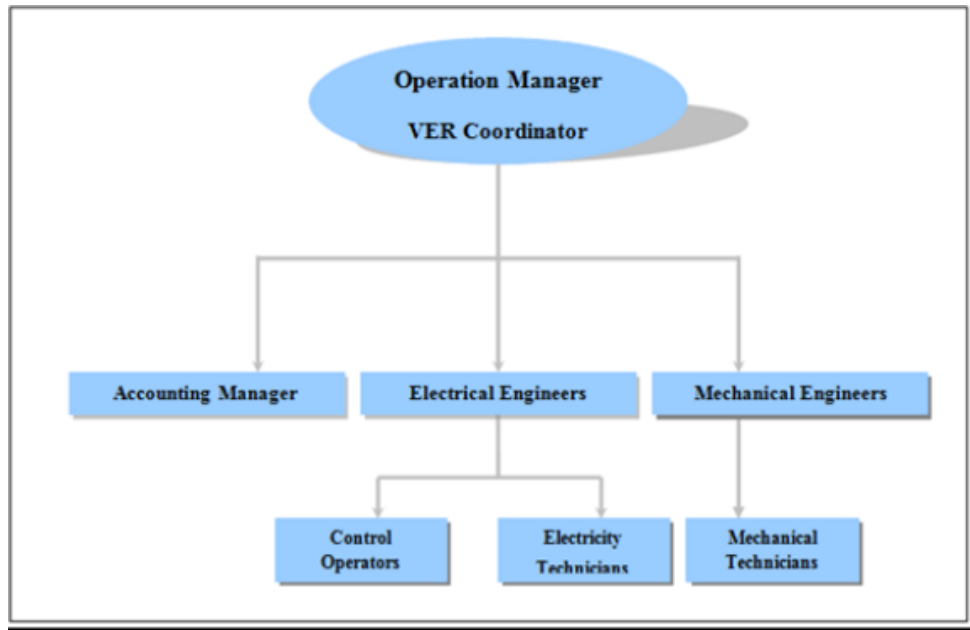 Operation Manager
VER Coordinator
Accounting Manager
Electrical Engineers
Mechanical Engineers
Control
Operators
Electricity
Technicians
Mechanical
Technicians